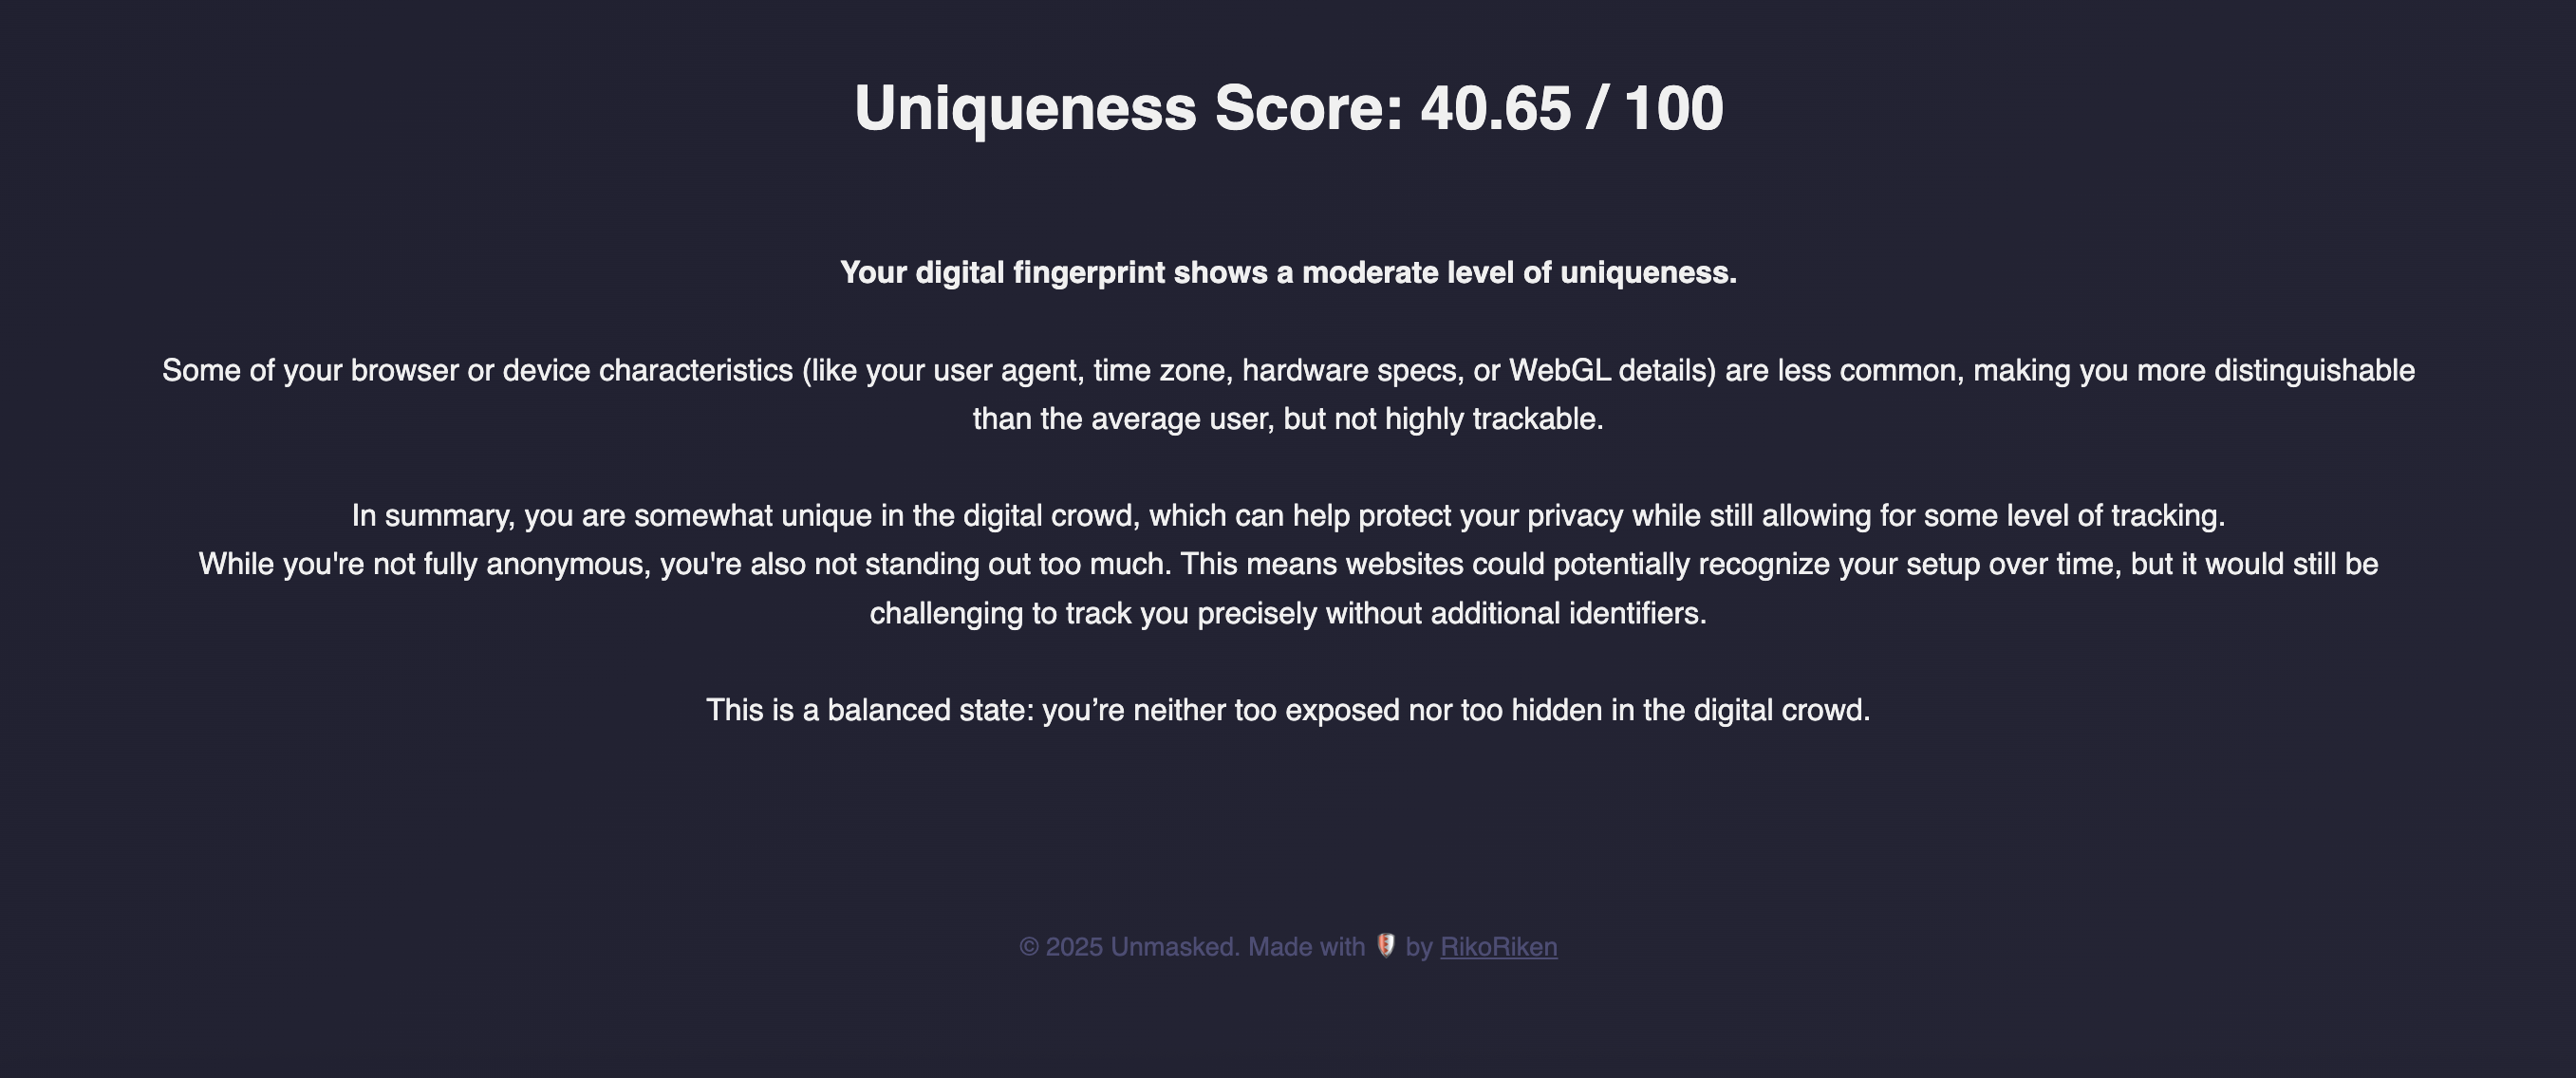 Uniqueness Score: 40.65 / 100
Your digital fingerprint shows a moderate level of uniqueness.
Some of your browser or device characteristics (like your user agent, time zone, hardware specs, or WebGL details) are less common, making you more distinguishable
than the average user, but not highly trackable.
In summary, you are somewhat unique in the digital crowd, which can help protect your privacy while still allowing for some level of tracking.
While you're not fully anonymous, you're also not standing out too much. This means websites could potentially recognize your setup over time, but it would still be
challenging to track you precisely without additional identifiers.
This is a balanced state: you’re neither too exposed nor too hidden in the digital crowd.
© 2025 Unmasked. Made with by RikoRiken